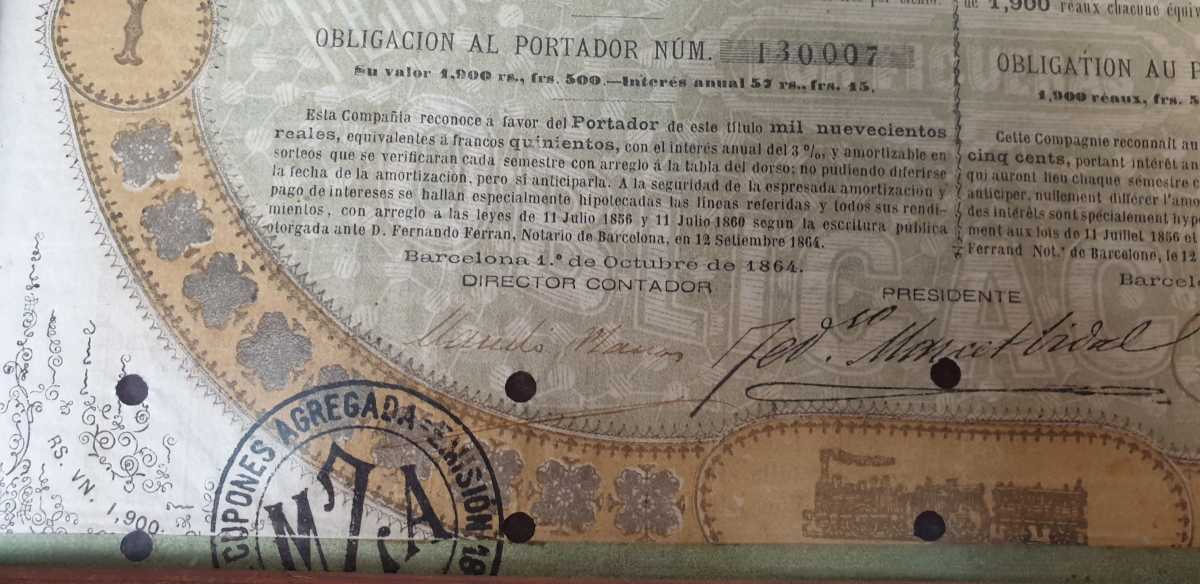 de 1,900 réaux chacune équiv
OBLIGACION AL PORTADOR NÚM. 130007
Su valor 1,900 rs., frs. 500.—Interés anual 57 rs., frs. 15.
Esta Compañia reconoce á favor del Portador de este título mil nuevecientos
reales, equivalentes á francos quinientos, con el interés anual del 3 %, y amortizable en
sorteos que se verificarán cada semestre con arreglo á la tabla del dorso; no pudiendo diferirse
la fecha de la amortizacion, pero sí anticiparla. A la seguridad de la espresada amortizacion y
pago de intereses se hallan especialmente hipotecadas las líneas referidas y todos sus rendi-
mientos, con arreglo a las leyes de 11 Julio 1856 y 11 Julio 1860 segun la escritura pública
otorgada ante D. Fernando Ferran, Notario de Barcelona, en 12 Setiembre 1864.
Barcelona 1.º de Octubre de 1864.
DIRECTOR CONTADOR
PRESIDENTE
OBLIGATION AU P
1,900 réaux, frs. 5
Cette Compagnie reconnaît au
cinq cents, portant intérêt an
qui auront lieu chaque sémestre e
anticiper, nullement différer l'amo
des intérêts sont spécialement hyp
ment aux lois de 11 Juillet 1856 et
Ferrand Not.ʳ de Barcelone, le 12
Barcel
CUPONES AGREGADA=EMISION 18
MZA
RS. VN. 1,900.